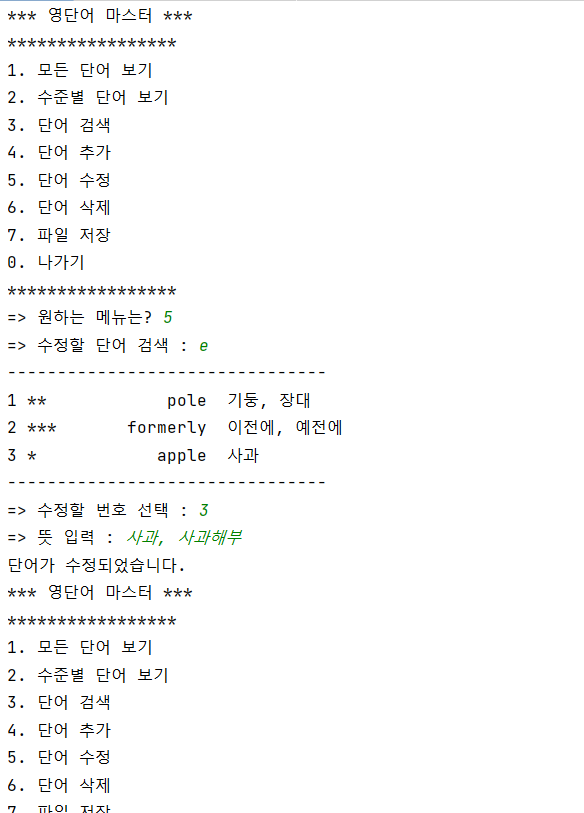 *** 영단어 마스터 ***
*****************
1. 모든 단어 보기
2. 수준별 단어 보기
3. 단어 검색
4. 단어 추가
5. 단어 수정
6. 단어 삭제
7. 파일 저장
0. 나가기
*****************
=> 원하는 메뉴는? 5
=> 수정할 단어 검색 : e
--------------------------------
1 **            pole  기둥, 장대
2 ***       formerly  이전에, 예전에
3 *            apple  사과
--------------------------------
=> 수정할 번호 선택 : 3
=> 뜻 입력 : 사과, 사과해부
단어가 수정되었습니다.
*** 영단어 마스터 ***
*****************
1. 모든 단어 보기
2. 수준별 단어 보기
3. 단어 검색
4. 단어 추가
5. 단어 수정
6. 단어 삭제
7. 파일 저장